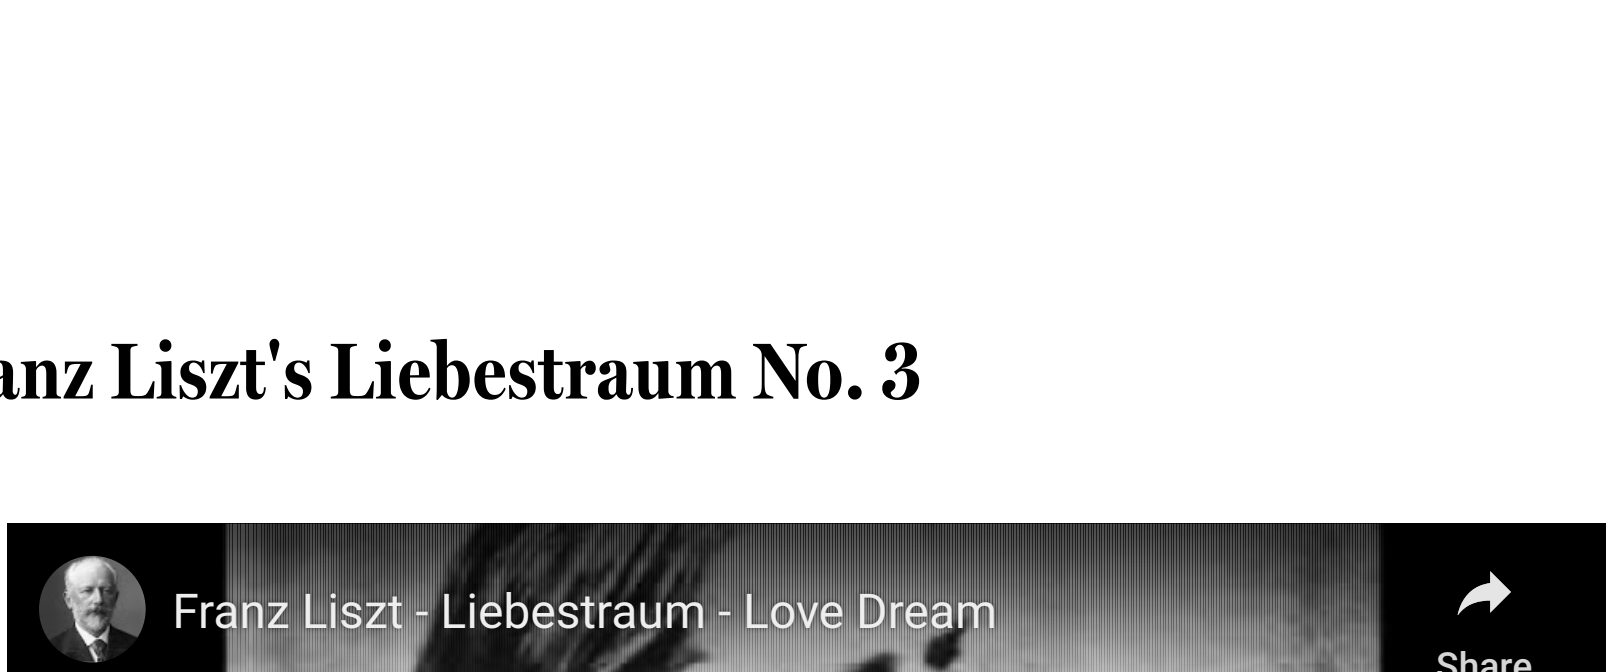 anz Liszt's Liebestraum No. 3
Franz Liszt - Liebestraum - Love Dream
Share